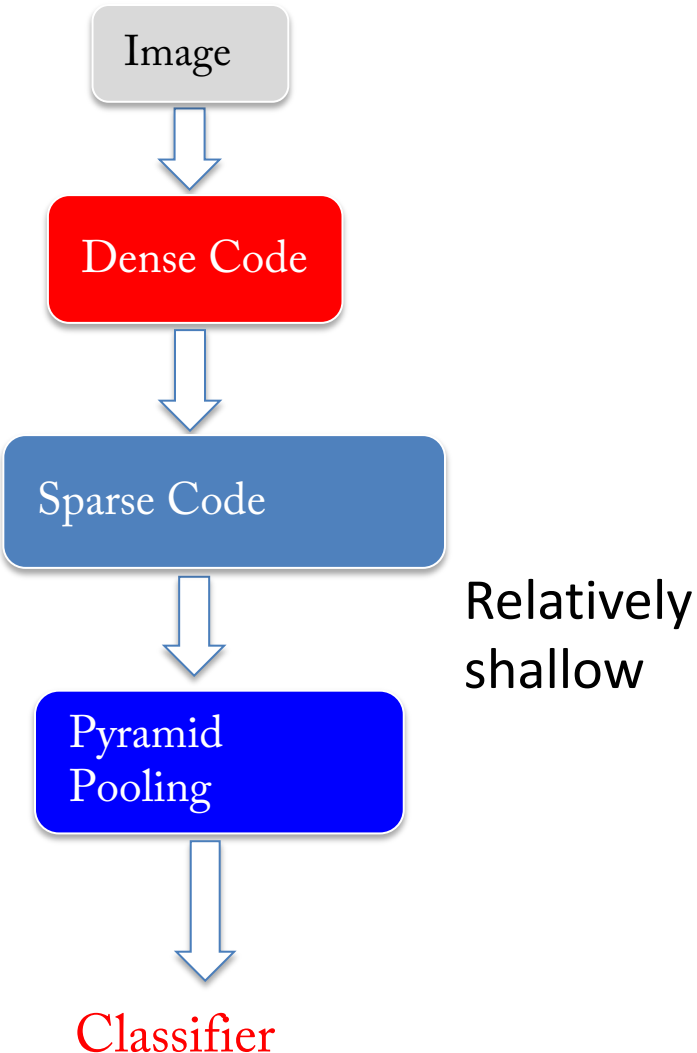 Image
Dense Code
Sparse Code
Relatively
shallow
Pyramid
Pooling
Classifier